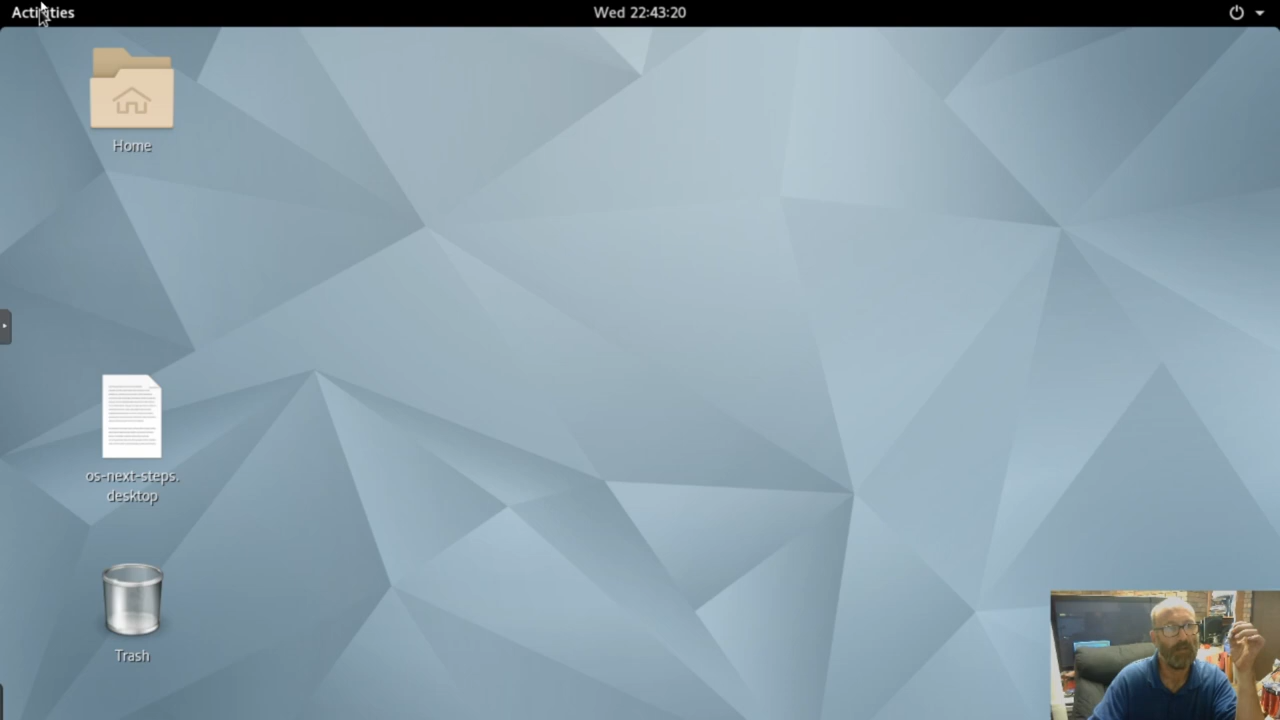 Activities
Wed 22:43:20
Home
os-next-steps.
desktop
Trash